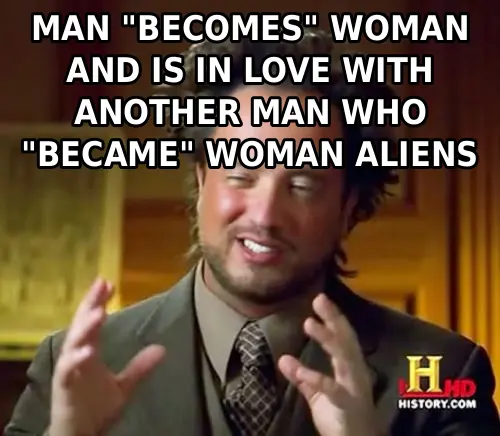 MAN "BECOMES" WOMAN
AND IS IN LOVE WITH
ANOTHER MAN WHO
"BECAME" WOMAN ALIENS
H HD
HISTORY.COM